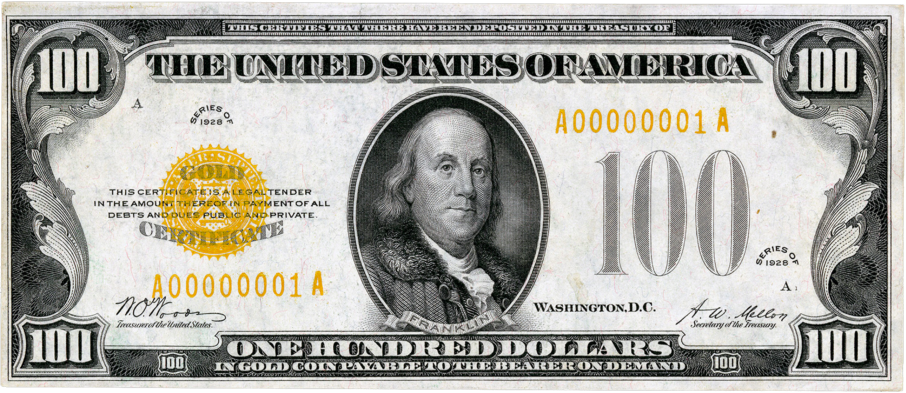 THIS CERTIFIES THAT THERE HAVE BEEN DEPOSITED IN THE TREASURY OF
100
100
THE UNITED STATES OF AMERICA
A
SERIES OF
1928
A00000001A
GOLD
THIS CERTIFICATE IS A LEGAL TENDER
IN THE AMOUNT THEREOF IN PAYMENT OF ALL
DEBTS AND DUES PUBLIC AND PRIVATE.
CERTIFICATE
100
SERIES OF
1928
A00000001A
A1
W.O. Woods
Treasurer of the United States.
FRANKLIN
WASHINGTON, D.C.
A. W. Mellon
Secretary of the Treasury.
100
100
ONE HUNDRED DOLLARS
100
100
IN GOLD COIN PAYABLE TO THE BEARER ON DEMAND